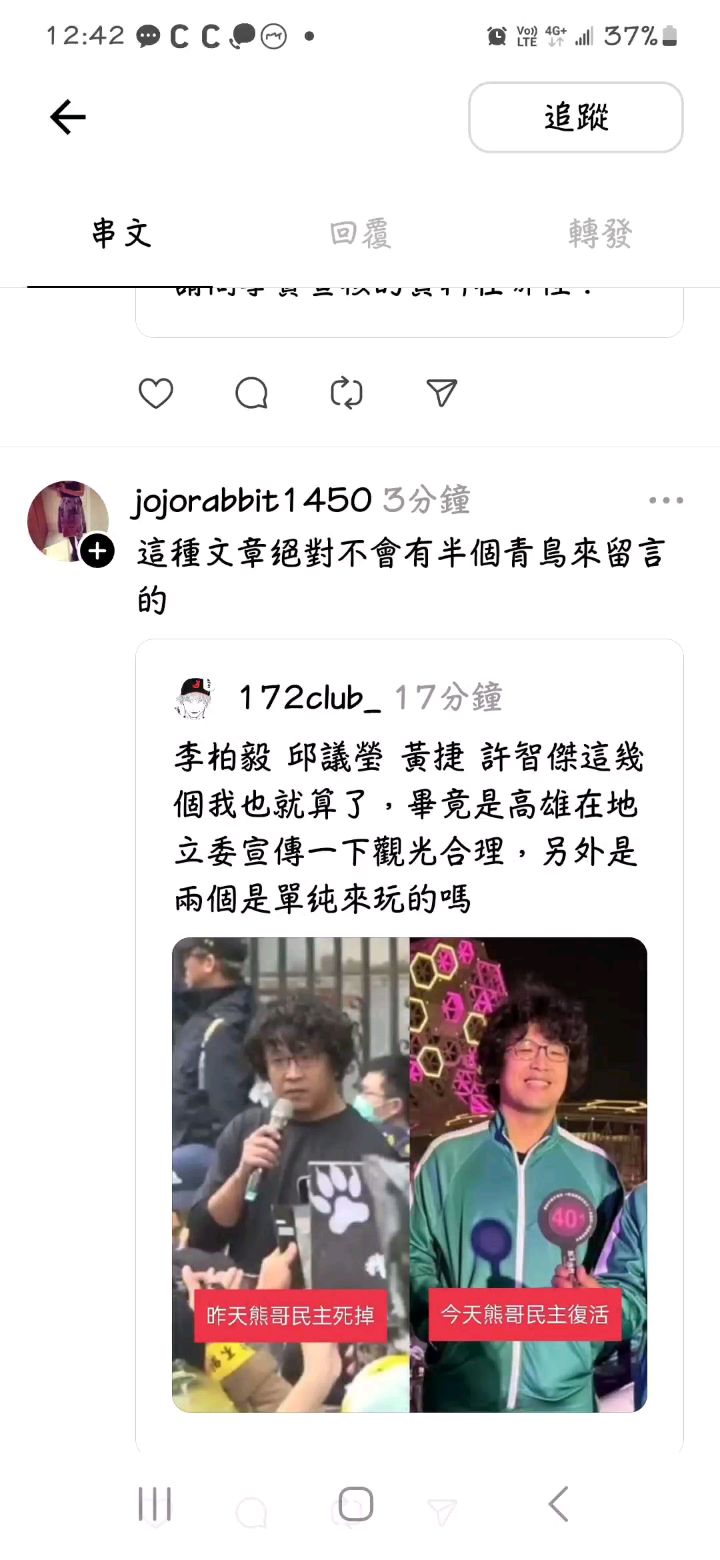 12:42
Vo)) LTE 4G+ 37%
追蹤
串文 回覆 轉發
jojorabbit1450 3分鐘
這種文章絕對不會有半個青鳥來留言
的
172club_ 17分鐘
李柏毅 邱議瑩 黃捷 許智傑這幾
個我也就算了，畢竟是高雄在地
立委宣傳一下觀光合理，另外是
兩個是單純來玩的嗎
401
昨天熊哥民主死掉
今天熊哥民主復活